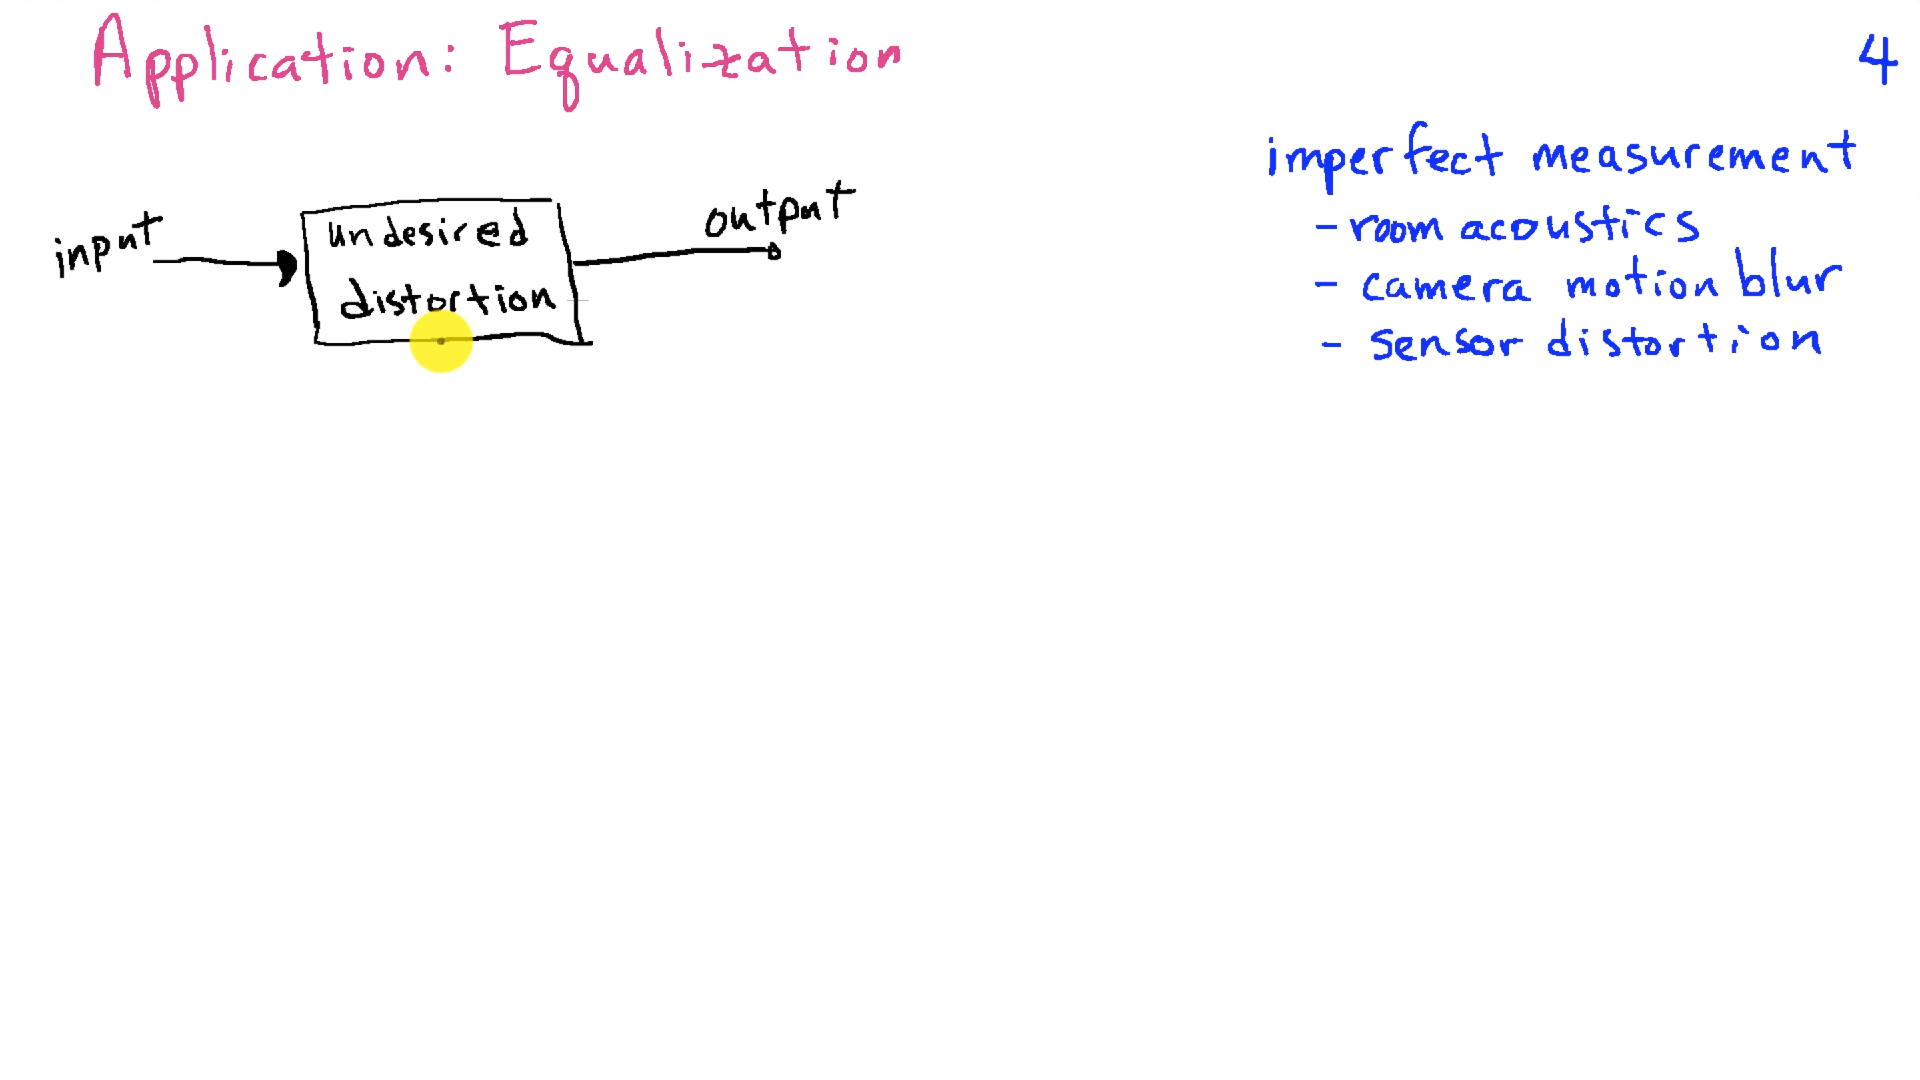 Application: Equalization
4
input
undesired
distortion
output
imperfect measurement
- room acoustics
- camera motion blur
- sensor distortion